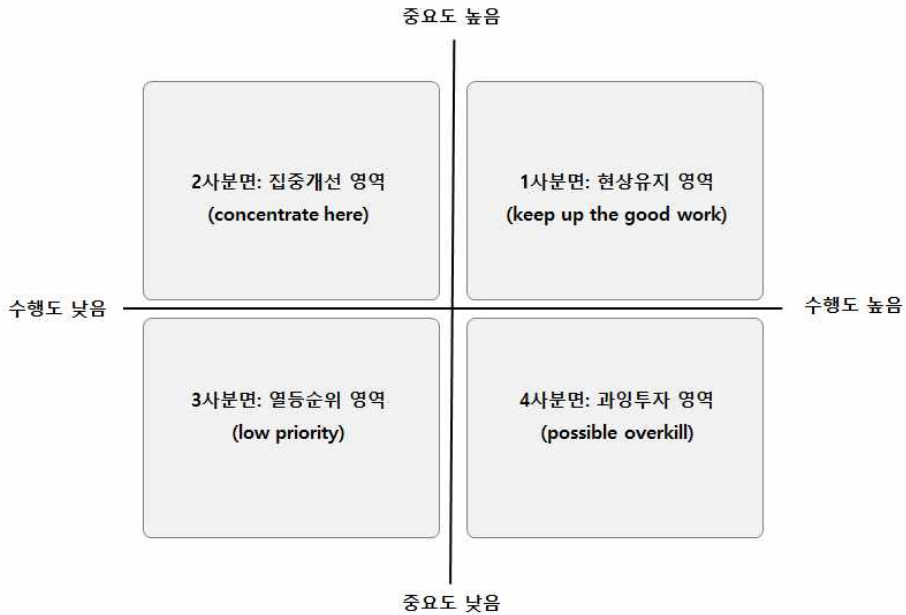 중요도 높음
2사분면: 집중개선 영역
(concentrate here)
1사분면: 현상유지 영역
(keep up the good work)
수행도 낮음
수행도 높음
3사분면: 열등순위 영역
(low priority)
4사분면: 과잉투자 영역
(possible overkill)
중요도 낮음